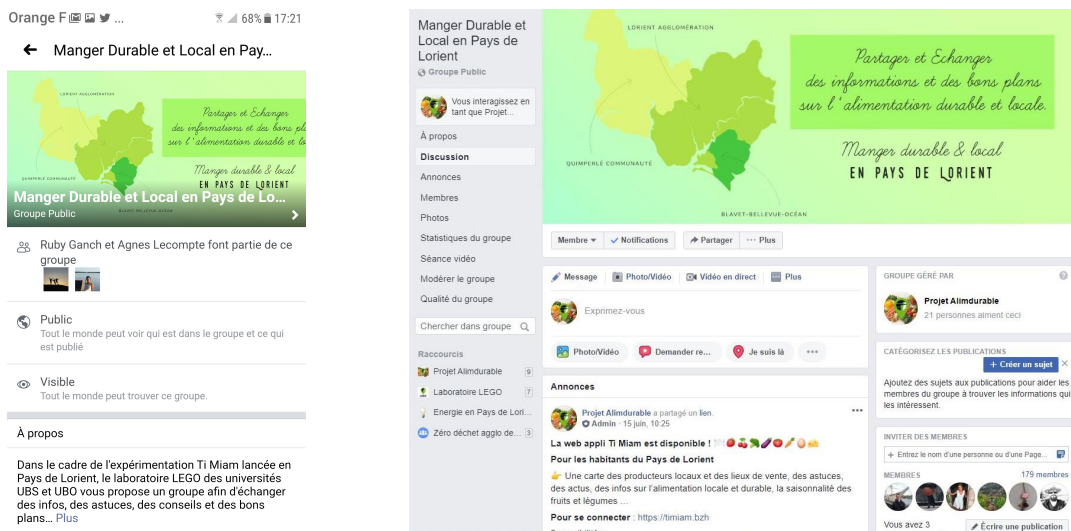 Orange F ... 68% 17:21
Manger Durable et Local en Pay...
LORIENT AGGLOMÉRATION
Partager et Echanger
des informations et des bons pla
sur l'alimentation durable et lo
Manger durable & local
EN PAYS DE LORIENT
QUIMPERLÉ COMMUNAUTÉ
Manger Durable et Local en Pays de Lo...
Groupe Public
BLAVET-BELLEVUE-OCÉAN
Ruby Ganch et Agnes Lecompte font partie de ce
groupe
Public
Tout le monde peut voir qui est dans le groupe et ce qui
est publié
Visible
Tout le monde peut trouver ce groupe.
À propos
Dans le cadre de l'expérimentation Ti Miam lancée en
Pays de Lorient, le laboratoire LEGO des universités
UBS et UBO vous propose un groupe afin d'échanger
des infos, des astuces, des conseils et des bons
plans... Plus
Manger Durable et
Local en Pays de
Lorient
Groupe Public
Vous interagissez en
tant que Projet...
À propos
Discussion
Annonces
Membres
Photos
Statistiques du groupe
Séance vidéo
Modérer le groupe
Qualité du groupe
Chercher dans groupe
Raccourcis
Projet Alimdurable 9
Laboratoire LEGO 7
Energie en Pays de Lori...
Zéro déchet agglo de... 3
LORIENT AGGLOMÉRATION
Partager et Echanger
des informations et des bons plans
sur l'alimentation durable et locale.
Manger durable & local
EN PAYS DE LORIENT
QUIMPERLÉ COMMUNAUTÉ
BLAVET-BELLEVUE-OCÉAN
Membre Notifications Partager ... Plus
Message Photo/Vidéo Vidéo en direct Plus
Exprimez-vous
Photo/Vidéo Demander re... Je suis là ...
Annonces
Projet Alimdurable a partagé un lien.
Admin · 15 juin, 10:25
La web appli Ti Miam est disponible !
Pour les habitants du Pays de Lorient
Une carte des producteurs locaux et des lieux de vente, des astuces,
des actus, des infos sur l'alimentation locale et durable, la saisonnalité des
fruits et légumes ...
Pour se connecter : https://timiam.bzh
GROUPE GÉRÉ PAR
Projet Alimdurable
21 personnes aiment ceci
CATÉGORISEZ LES PUBLICATIONS
+ Créer un sujet
Ajoutez des sujets aux publications pour aider les
membres du groupe à trouver les informations qui
les intéressent.
INVITER DES MEMBRES
+ Entrez le nom d'une personne ou d'une Page...
MEMBRES 179 membres
Vous avez 3
Écrire une publication